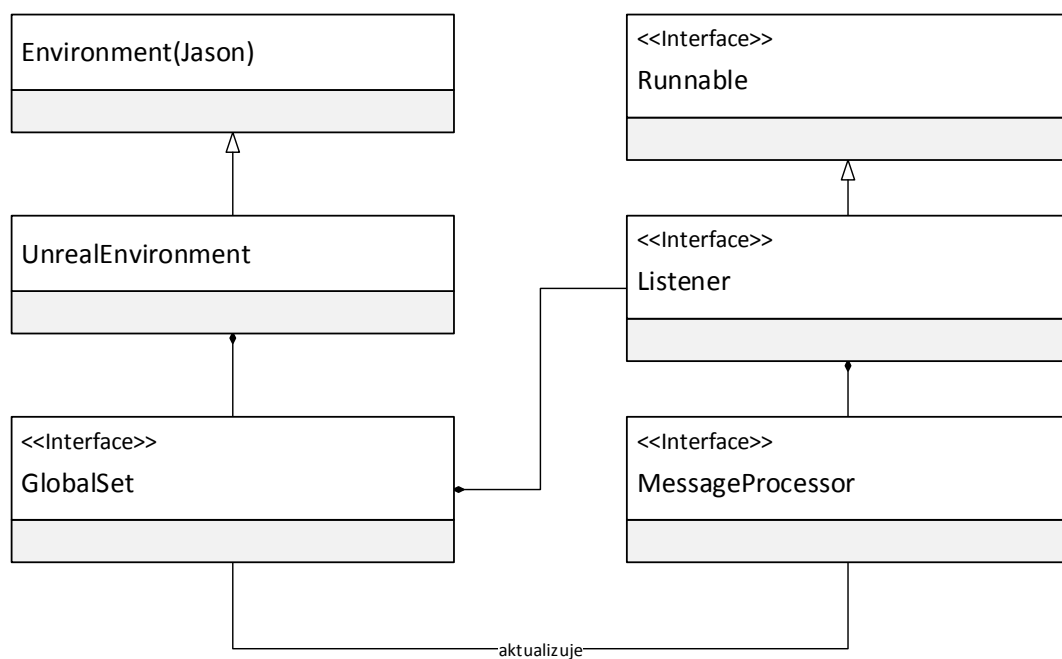 Environment(Jason)
<<Interface>>
Runnable
UnrealEnvironment
<<Interface>>
Listener
<<Interface>>
GlobalSet
<<Interface>>
MessageProcessor
aktualizuje